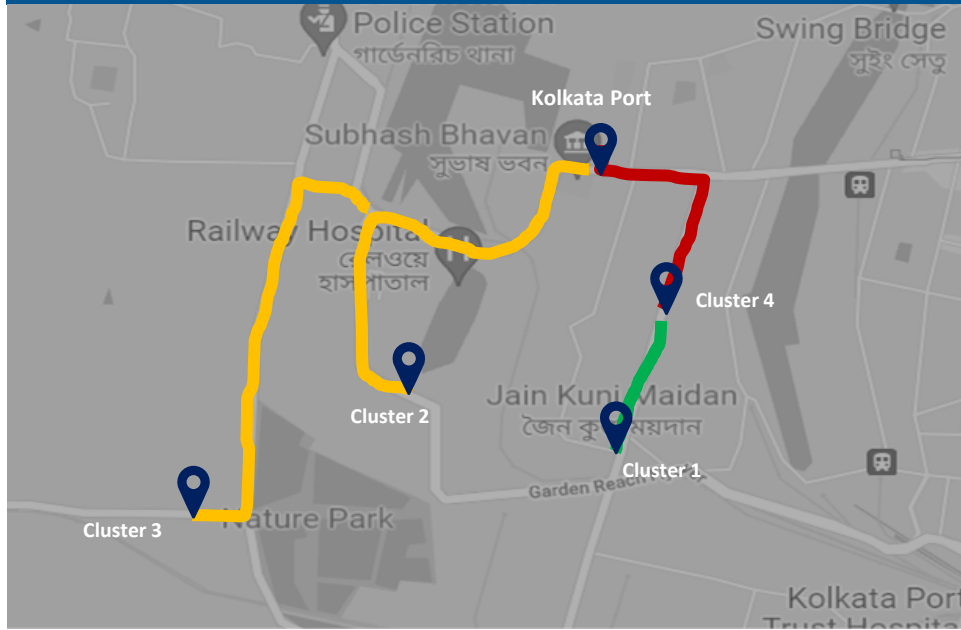 Police Station
গার্ডেনরিচ থানা
Swing Bridge
সুইং সেতু
Kolkata Port
Subhash Bhavan
সুভাষ ভবন
Railway Hospital
রেলওয়ে
হাসপাতাল
Cluster 4
Cluster 2
Jain Kunj Maidan
জৈন ময়দান
Cluster 1
Garden Reach
Cluster 3
Nature Park
Kolkata Port
Trust Hospital